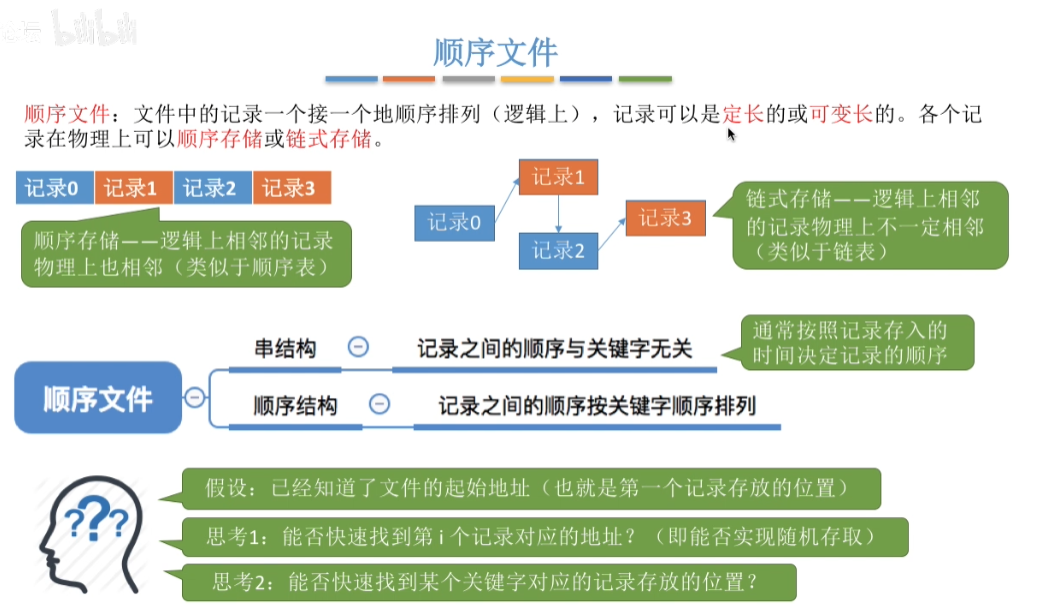 bilibili
顺序文件
顺序文件：文件中的记录一个接一个地顺序排列（逻辑上），记录可以是定长的或可变长的。各个记
录在物理上可以顺序存储或链式存储。
记录0 记录1 记录2 记录3
顺序存储——逻辑上相邻的记录
物理上也相邻（类似于顺序表）
记录0
记录1
记录2
记录3
链式存储——逻辑上相邻
的记录物理上不一定相邻
（类似于链表）
顺序文件
串结构
记录之间的顺序与关键字无关
通常按照记录存入的
时间决定记录的顺序
顺序结构
记录之间的顺序按关键字顺序排列
???
假设：已经知道了文件的起始地址（也就是第一个记录存放的位置）
思考1：能否快速找到第 i 个记录对应的地址？（即能否实现随机存取）
思考2：能否快速找到某个关键字对应的记录存放的位置？